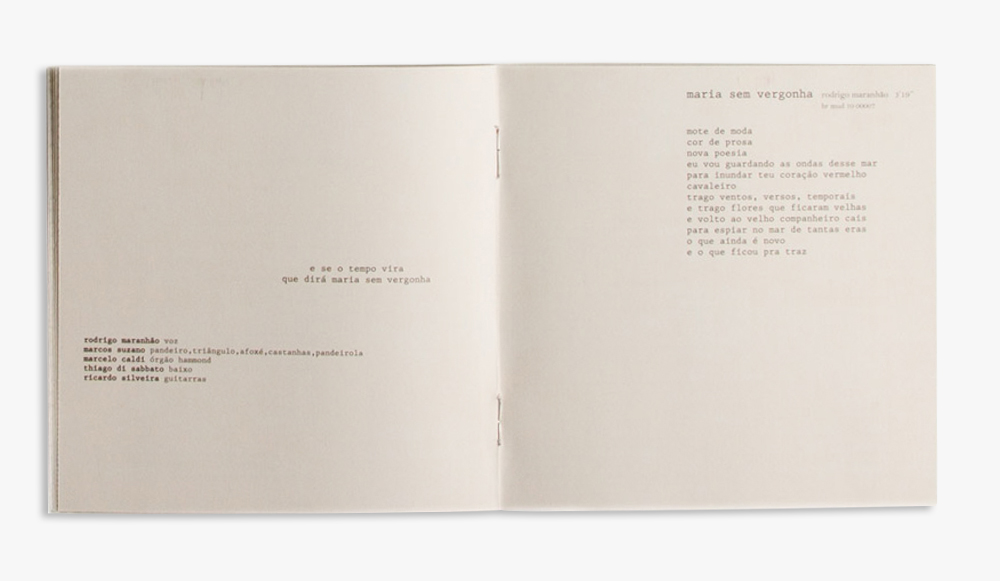 e se o tempo vira
que dirá maria sem vergonha
rodrigo maranhão voz
marcos suzano pandeiro,triângulo,afoxé,castanhas,pandeirola
marcelo caldi órgão hammond
thiago di sabbato baixo
ricardo silveira guitarras
maria sem vergonha rodrigo maranhão
mote de moda
cor de prosa
nova poesia
eu vou guardando as ondas desse mar
para inundar teu coração vermelho
cavaleiro
trago ventos, versos, temporais
e trago flores que ficaram velhas
e volto ao velho companheiro cais
para espiar no mar de tantas eras
o que ainda é novo
e o que ficou pra traz